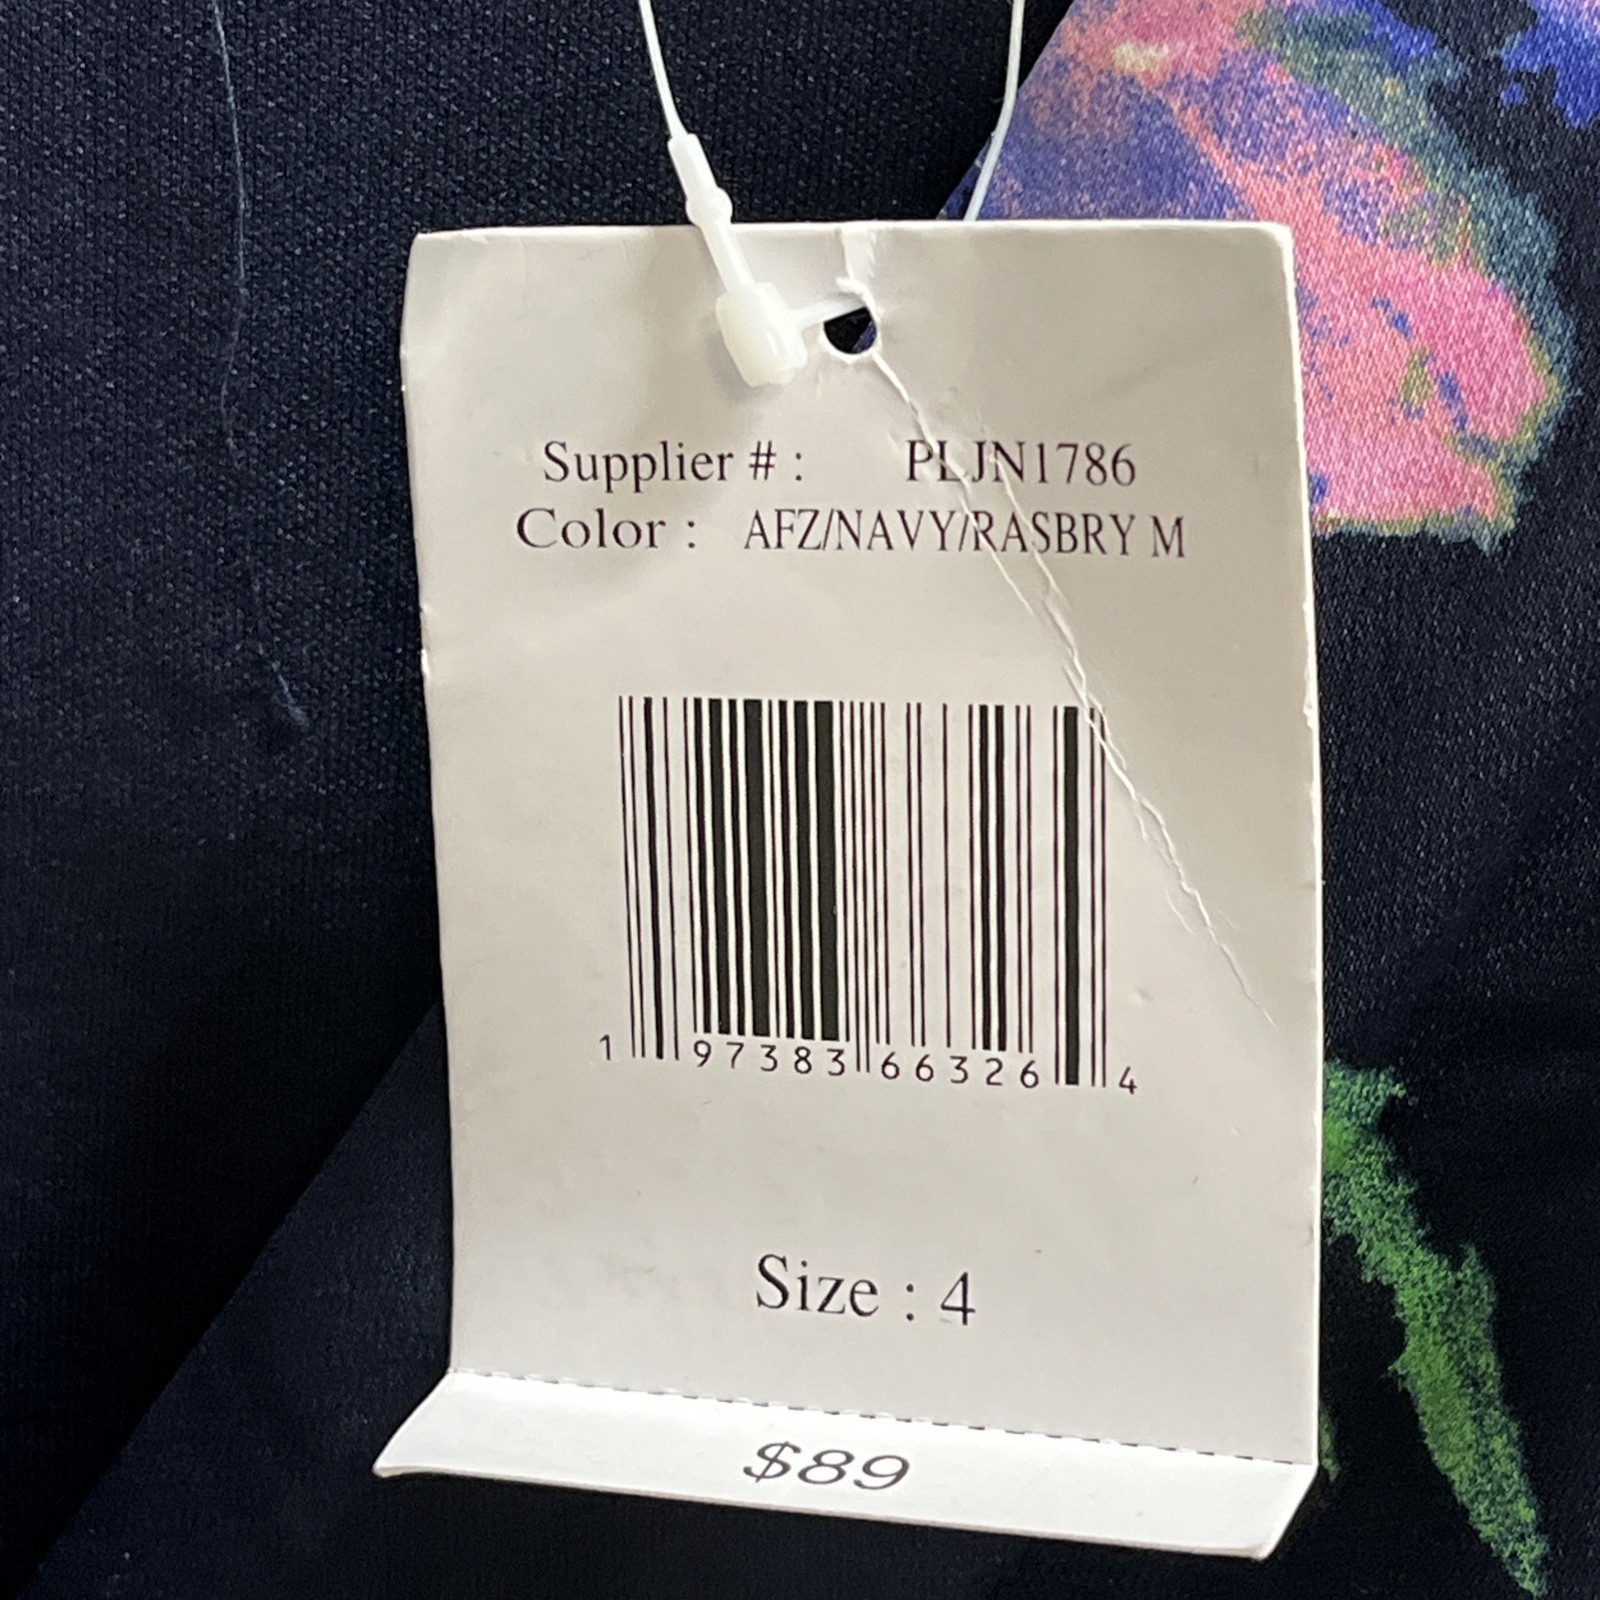 Supplier # : PLJN1786
Color : AFZ/NAVY/RASBRY M
1 97383 66326 4
Size : 4
$89